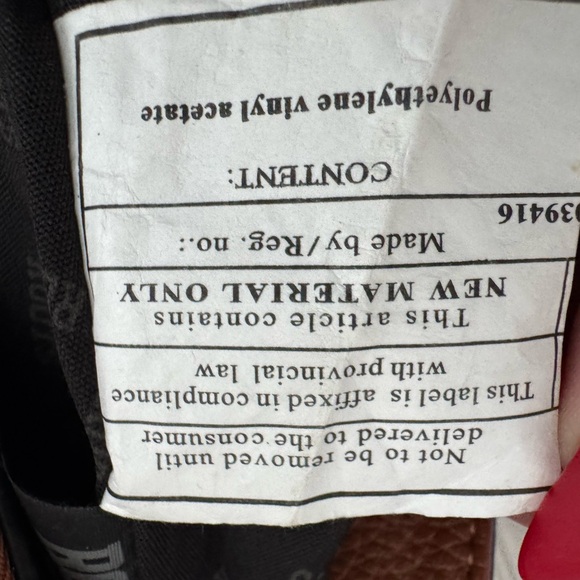 Not to be removed until
delivered to the consumer
This label is affixed in compliance
with provincial law
This article contains
NEW MATERIAL ONLY
Made by/Reg. no.:
039416
CONTENT:
Polyethylene vinyl acetate